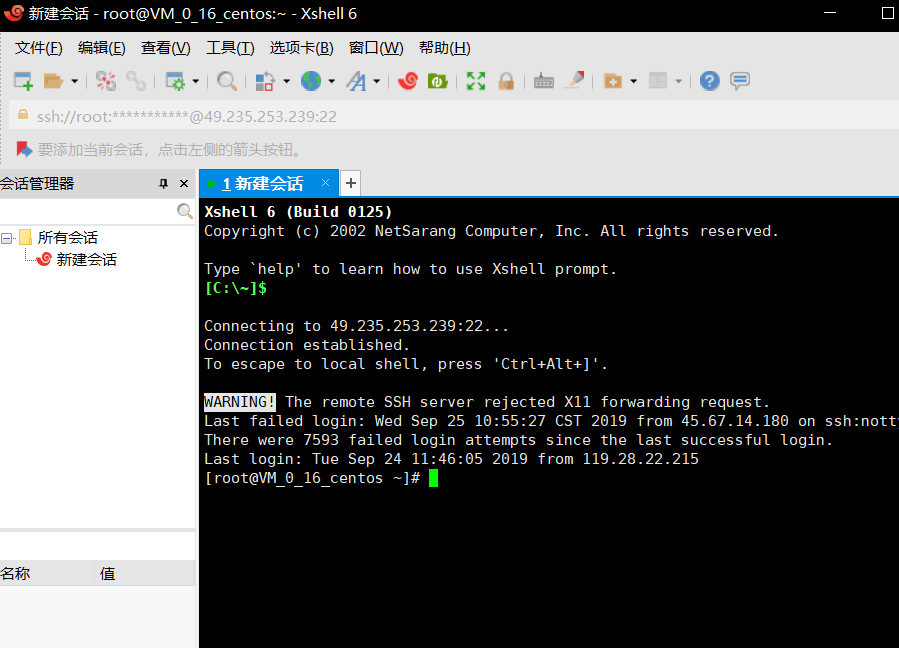 新建会话 - root@VM_0_16_centos:~ - Xshell 6
文件(F) 编辑(E) 查看(V) 工具(T) 选项卡(B) 窗口(W) 帮助(H)
ssh://root:***********@49.235.253.239:22
要添加当前会话，点击左侧的箭头按钮。
会话管理器
1 新建会话
所有会话
新建会话
名称 值
Xshell 6 (Build 0125)
Copyright (c) 2002 NetSarang Computer, Inc. All rights reserved.
Type `help' to learn how to use Xshell prompt.
[C:\~]$
Connecting to 49.235.253.239:22...
Connection established.
To escape to local shell, press 'Ctrl+Alt+]'.
WARNING! The remote SSH server rejected X11 forwarding request.
Last failed login: Wed Sep 25 10:55:27 CST 2019 from 45.67.14.180 on ssh:nott
There were 7593 failed login attempts since the last successful login.
Last login: Tue Sep 24 11:46:05 2019 from 119.28.22.215
[root@VM_0_16_centos ~]#